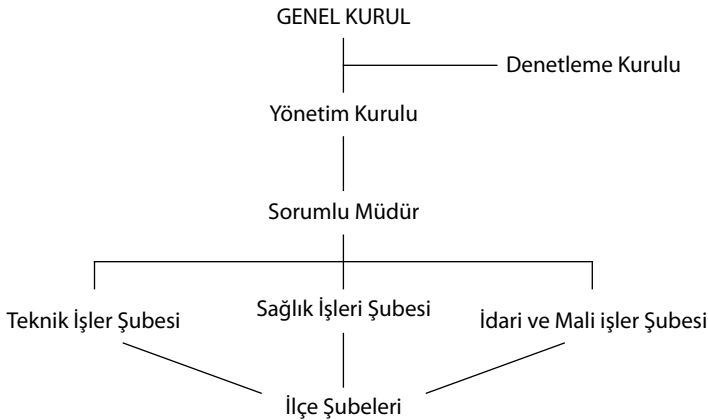 GENEL KURUL
Denetleme Kurulu
Yönetim Kurulu
Sorumlu Müdür
Teknik İşler Şubesi
Sağlık İşleri Şubesi
İdari ve Mali işler Şubesi
İlçe Şubeleri